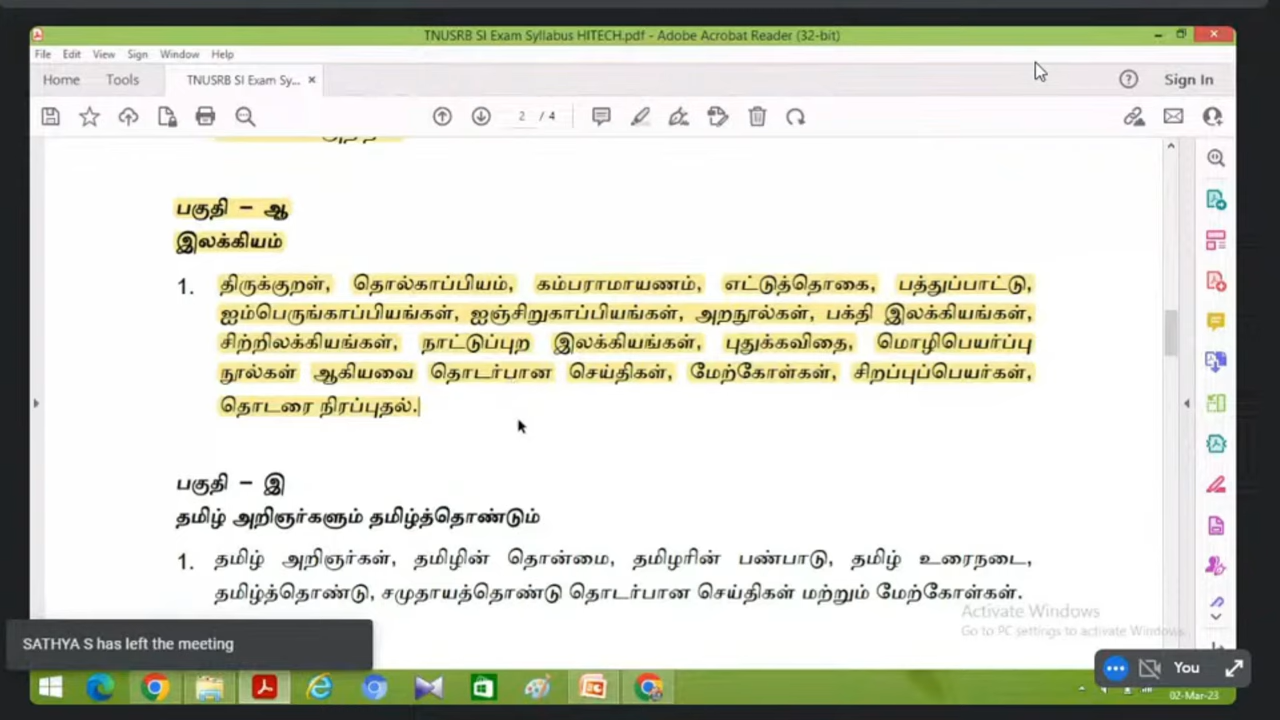 TNUSRB SI Exam Syllabus HITECH.pdf - Adobe Acrobat Reader (32-bit)
File Edit View Sign Window Help
Home Tools TNUSRB SI Exam Sy... × Sign In
2 / 4
பகுதி – ஆ
இலக்கியம்
1. திருக்குறள், தொல்காப்பியம், கம்பராமாயணம், எட்டுத்தொகை, பத்துப்பாட்டு,
ஐம்பெருங்காப்பியங்கள், ஐஞ்சிறுகாப்பியங்கள், அறநூல்கள், பக்தி இலக்கியங்கள்,
சிற்றிலக்கியங்கள், நாட்டுப்புற இலக்கியங்கள், புதுக்கவிதை, மொழிபெயர்ப்பு
நூல்கள் ஆகியவை தொடர்பான செய்திகள், மேற்கோள்கள், சிறப்புப்பெயர்கள்,
தொடரை நிரப்புதல்.
பகுதி – இ
தமிழ் அறிஞர்களும் தமிழ்த்தொண்டும்
1. தமிழ் அறிஞர்கள், தமிழின் தொன்மை, தமிழரின் பண்பாடு, தமிழ் உரைநடை,
தமிழ்த்தொண்டு, சமுதாயத்தொண்டு தொடர்பான செய்திகள் மற்றும் மேற்கோள்கள்.
Activate Windows
Go to PC settings to activate Windows.
SATHYA S has left the meeting
You
02-Mar-23